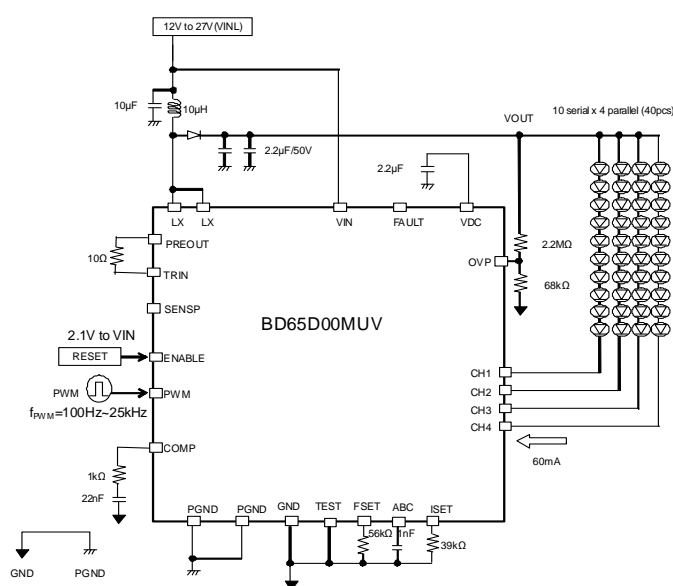 12V to 27V(VINL)
10µF
10µH
2.2µF/50V
2.2µF
VOUT
10 serial x 4 parallel (40pcs)
LX
LX
VIN
FAULT
VDC
PREOUT
10Ω
TRIN
SENSP
OVP
2.2MΩ
68kΩ
BD65D00MUV
2.1V to VIN
RESET
ENABLE
PWM
PWM
fPWM=100Hz~25kHz
COMP
1kΩ
22nF
CH1
CH2
CH3
CH4
60mA
PGND
PGND
GND
TEST
FSET
ABC
ISET
56kΩ
1nF
39kΩ
GND
PGND